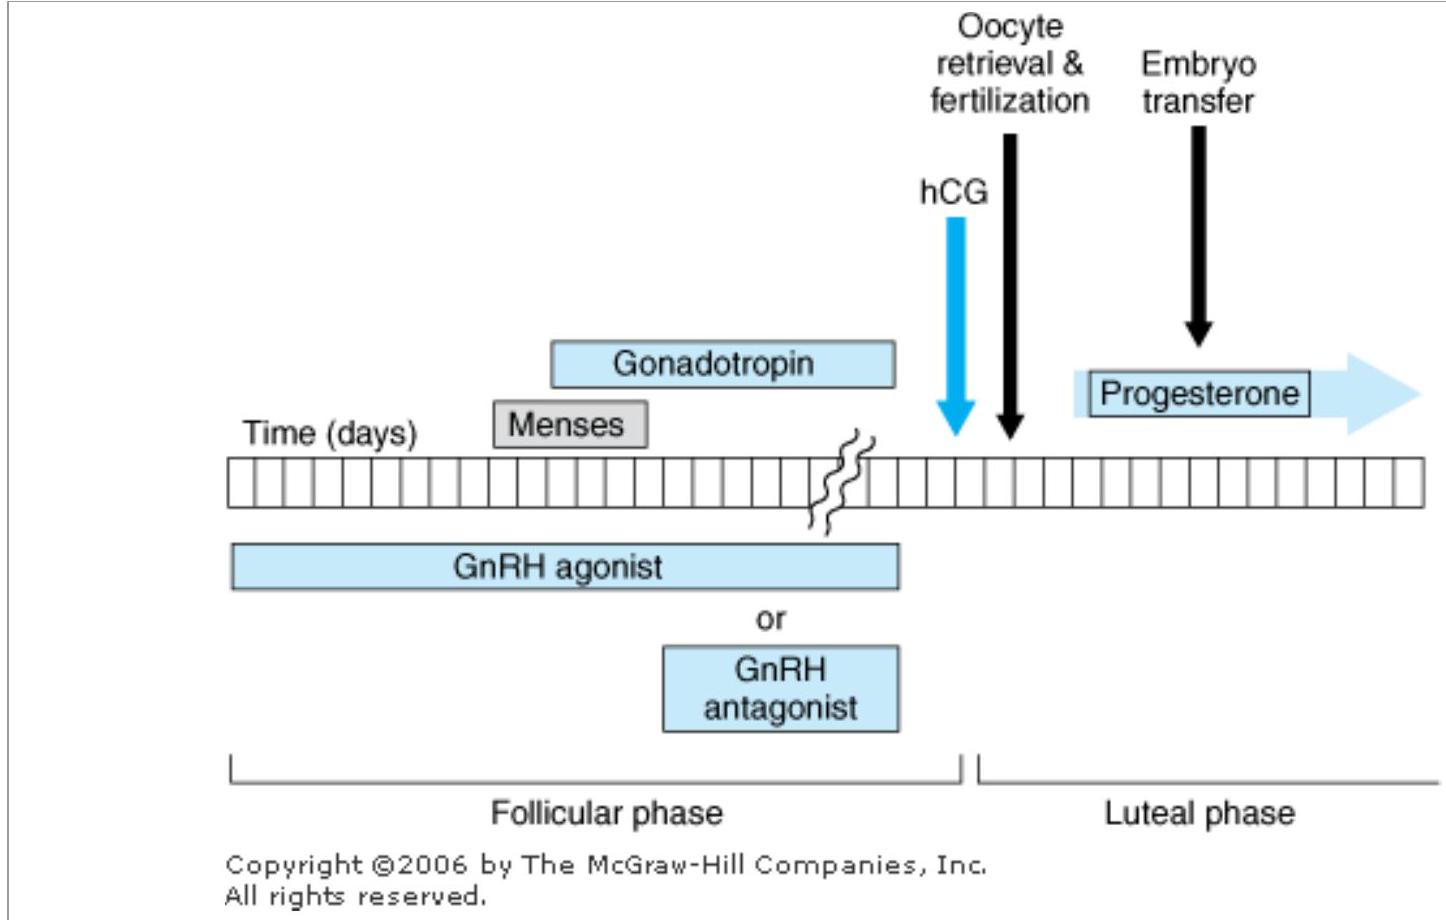 Oocyte
retrieval &
fertilization
Embryo
transfer
hCG
Gonadotropin
Menses
Progesterone
Time (days)
GnRH agonist
or
GnRH
antagonist
Follicular phase
Luteal phase
Copyright ©2006 by The McGraw-Hill Companies, Inc.
All rights reserved.